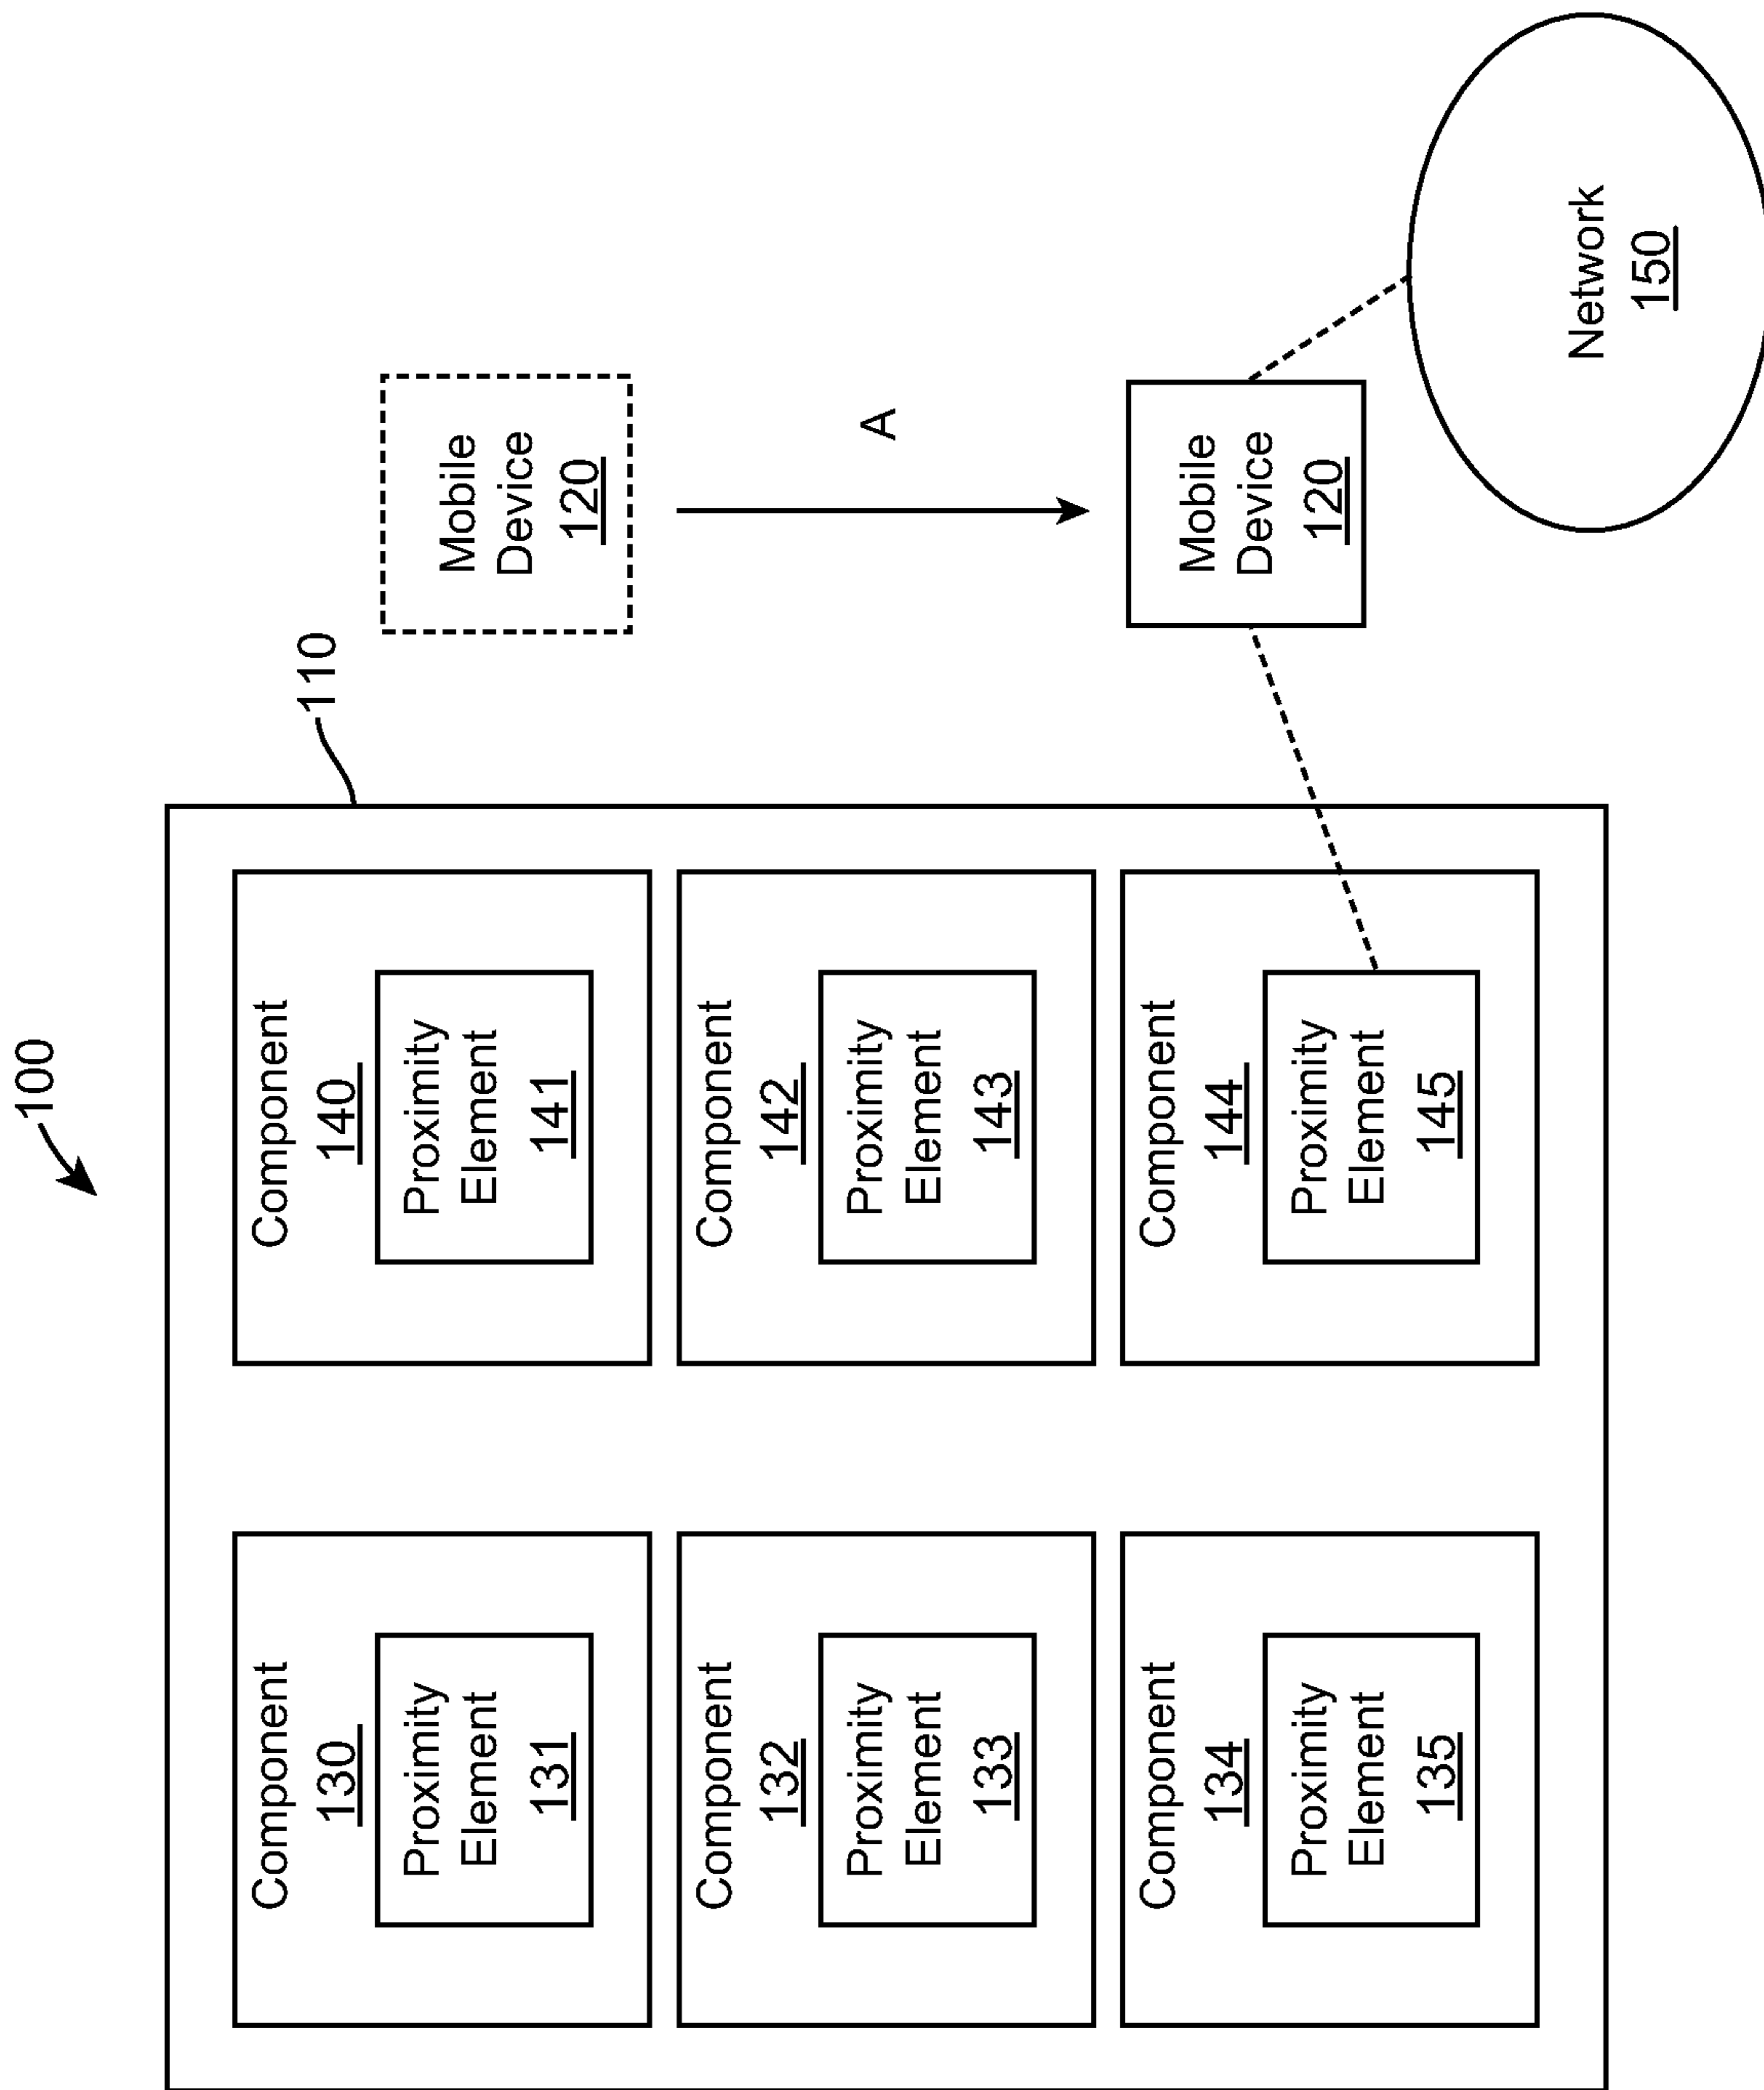 100
110
Component
130
Proximity
Element
131
Component
140
Proximity
Element
141
Mobile
Device
120
Component
132
Proximity
Element
133
Component
142
Proximity
Element
143
A
Component
134
Proximity
Element
135
Component
144
Proximity
Element
145
Mobile
Device
120
Network
150